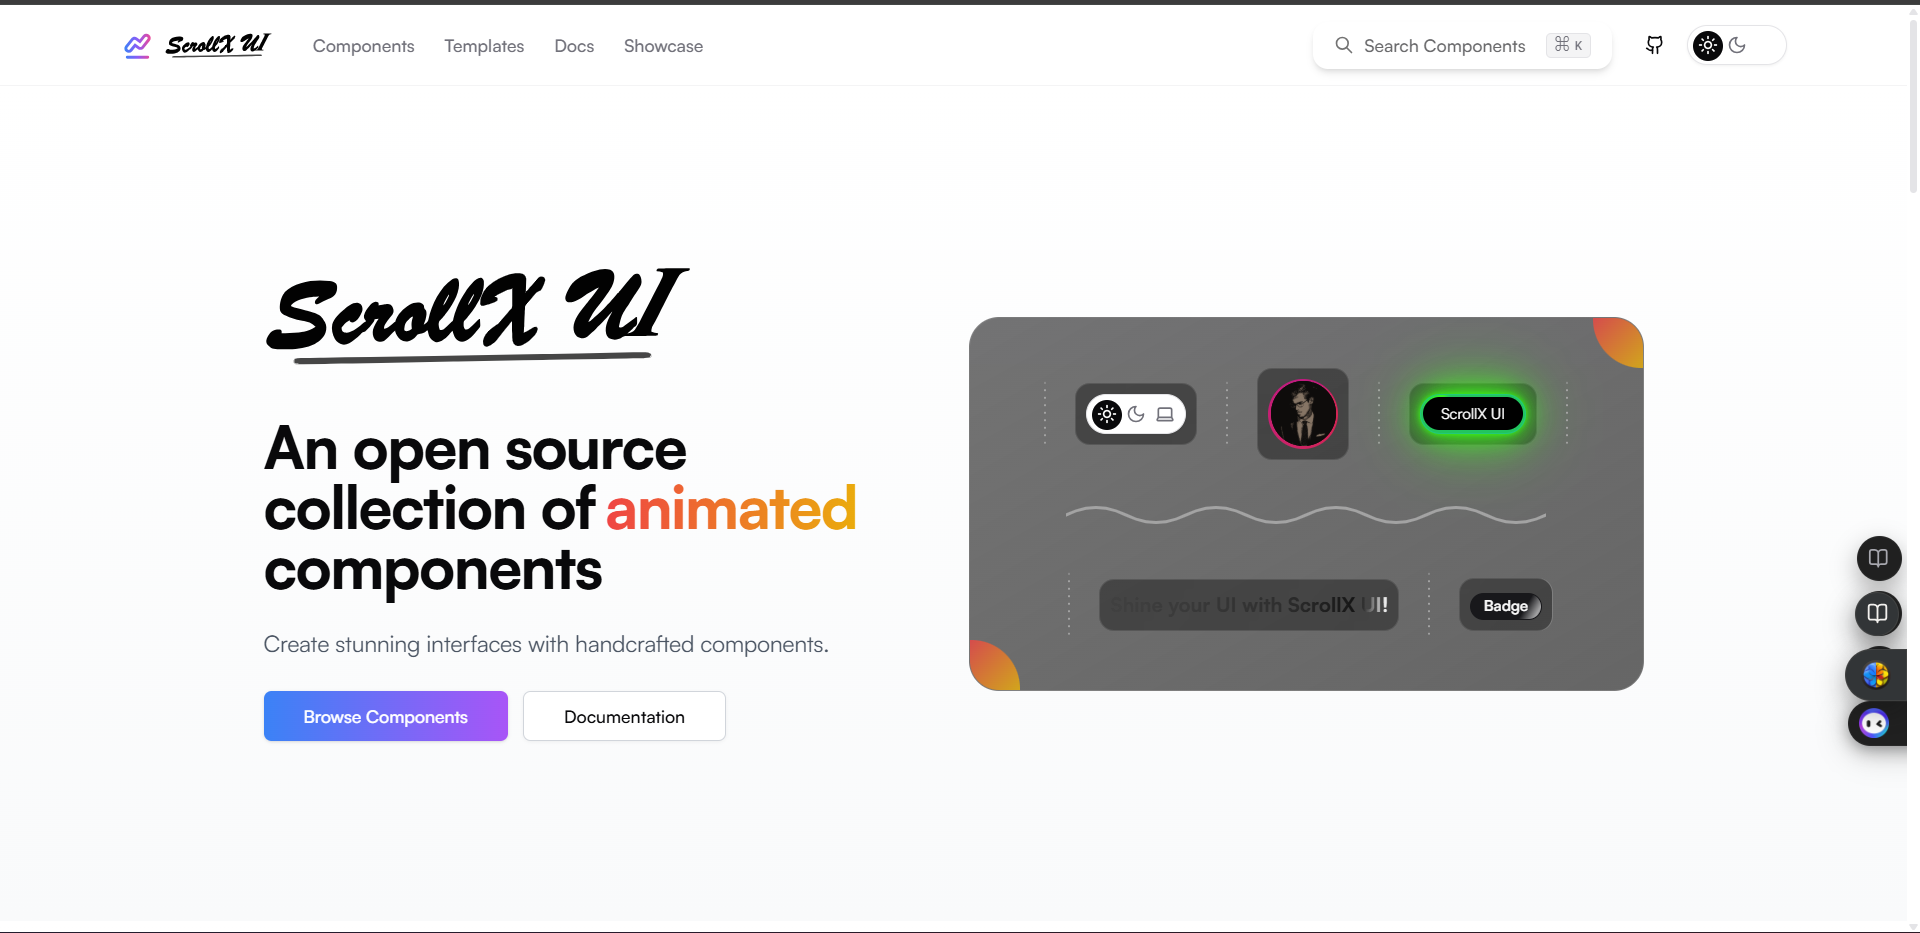 ScrollX UI
Components
Templates
Docs
Showcase
Search Components
⌘ K
ScrollX UI
An open source
collection of animated
components
Create stunning interfaces with handcrafted components.
Browse Components
Documentation
ScrollX UI
Shine your UI with ScrollX UI!
Badge